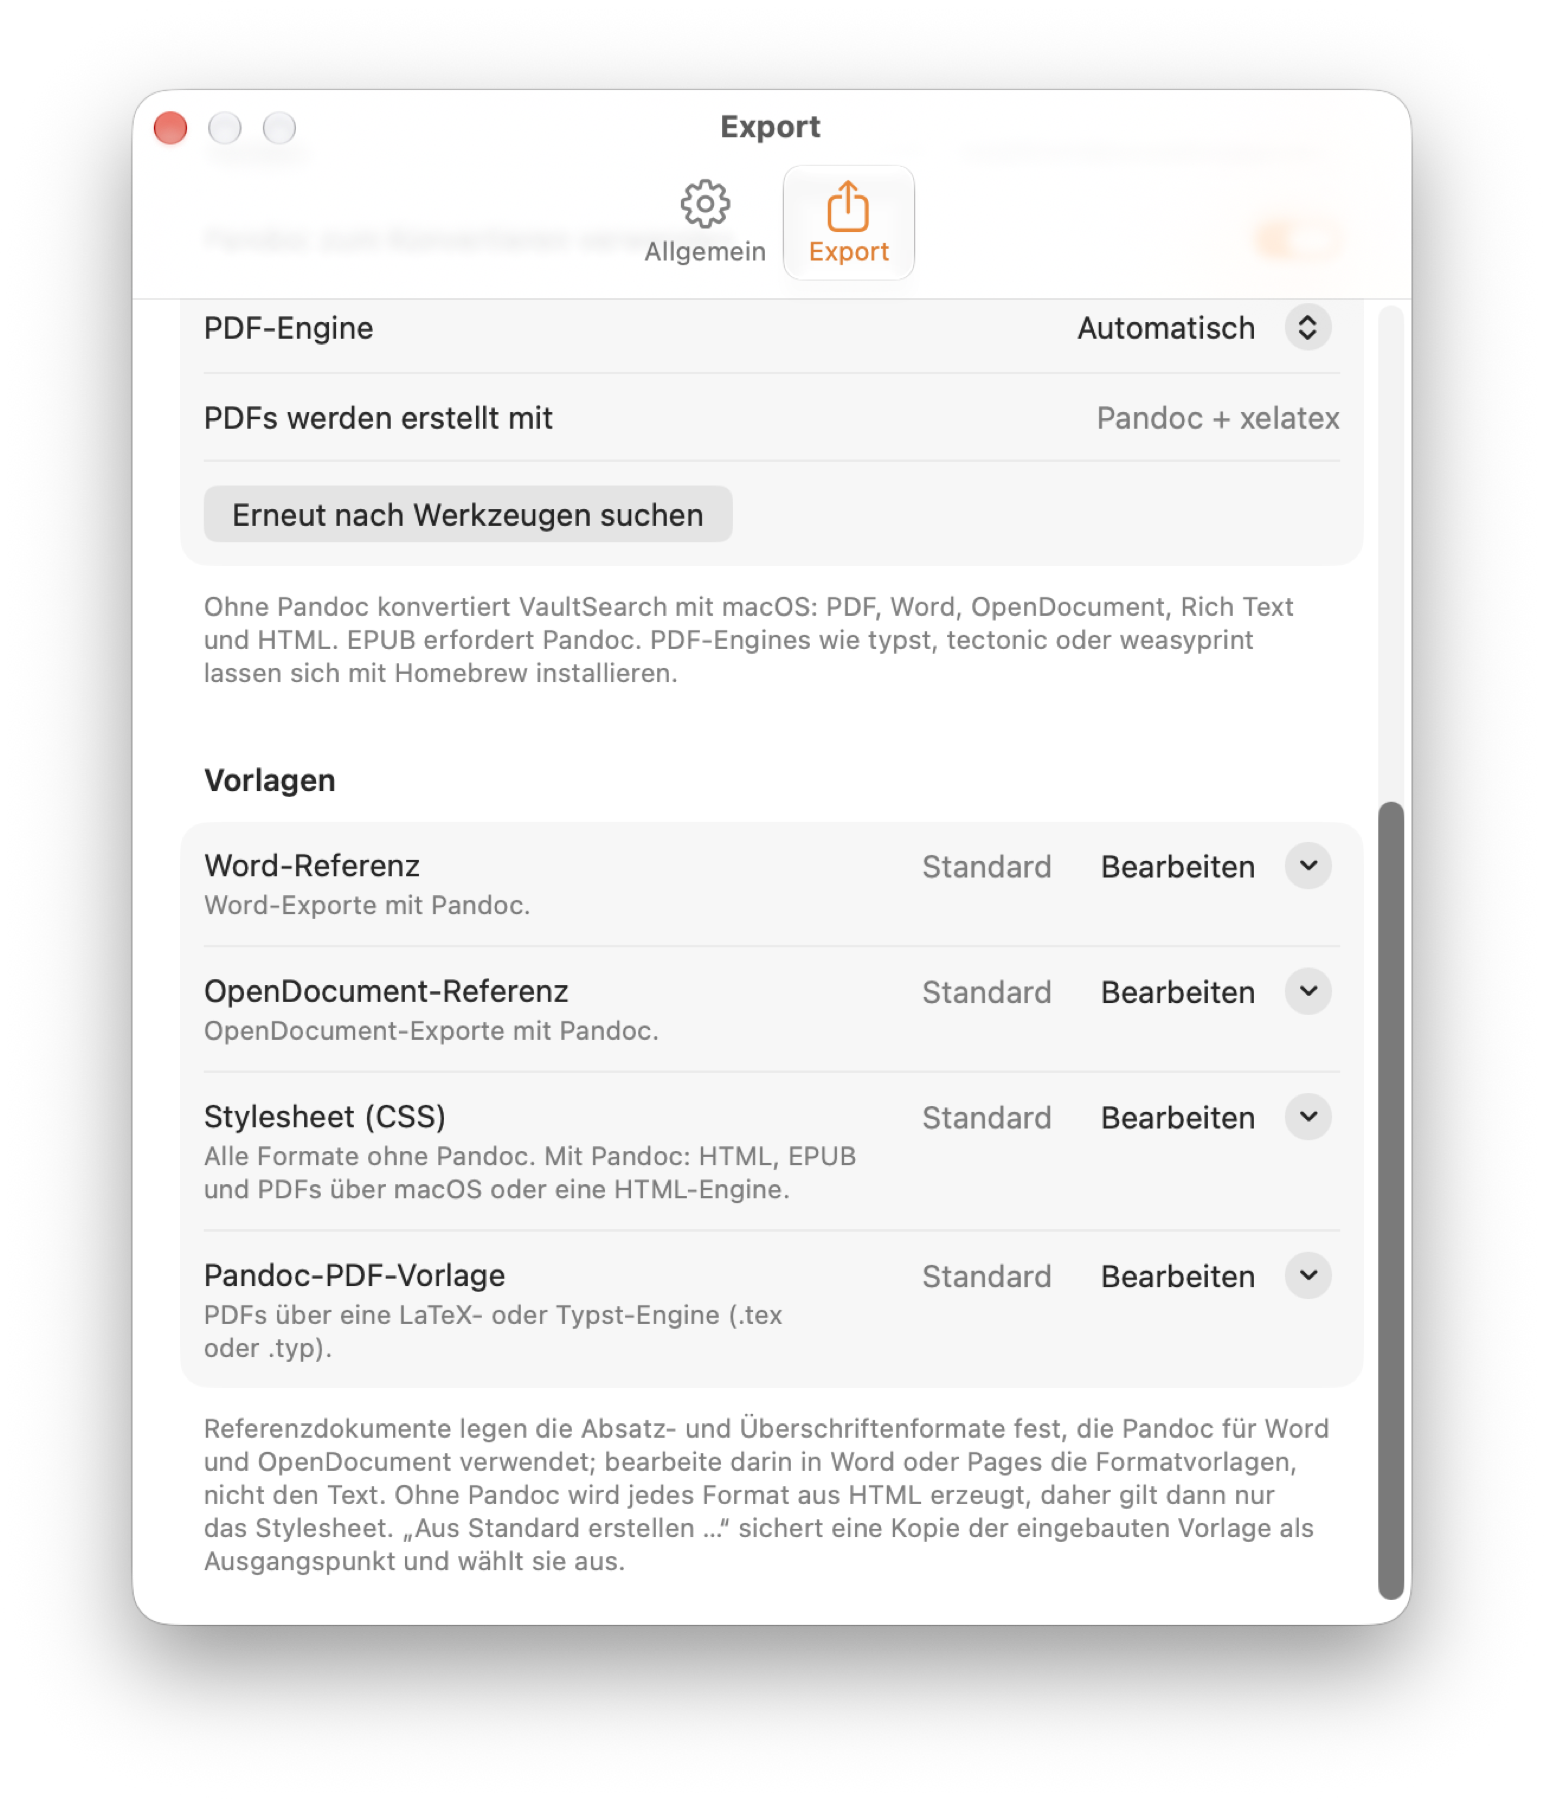 Export
Allgemein
Export
PDF-Engine
Automatisch
PDFs werden erstellt mit
Pandoc + xelatex
Erneut nach Werkzeugen suchen
Ohne Pandoc konvertiert VaultSearch mit macOS: PDF, Word, OpenDocument, Rich Text
und HTML. EPUB erfordert Pandoc. PDF-Engines wie typst, tectonic oder weasyprint
lassen sich mit Homebrew installieren.
Vorlagen
Word-Referenz
Standard
Bearbeiten
Word-Exporte mit Pandoc.
OpenDocument-Referenz
Standard
Bearbeiten
OpenDocument-Exporte mit Pandoc.
Stylesheet (CSS)
Standard
Bearbeiten
Alle Formate ohne Pandoc. Mit Pandoc: HTML, EPUB
und PDFs über macOS oder eine HTML-Engine.
Pandoc-PDF-Vorlage
Standard
Bearbeiten
PDFs über eine LaTeX- oder Typst-Engine (.tex
oder .typ).
Referenzdokumente legen die Absatz- und Überschriftenformate fest, die Pandoc für Word
und OpenDocument verwendet; bearbeite darin in Word oder Pages die Formatvorlagen,
nicht den Text. Ohne Pandoc wird jedes Format aus HTML erzeugt, daher gilt dann nur
das Stylesheet. „Aus Standard erstellen …“ sichert eine Kopie der eingebauten Vorlage als
Ausgangspunkt und wählt sie aus.